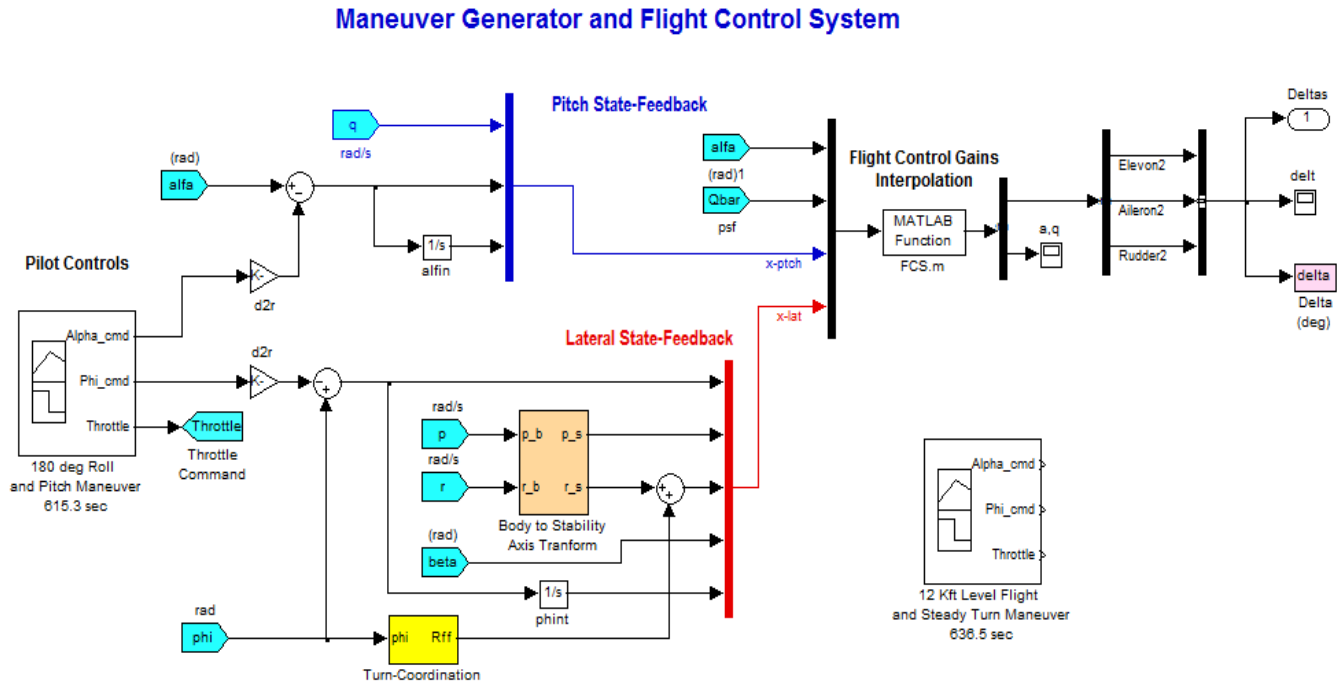 Maneuver Generator and Flight Control System
Pitch State-Feedback
q
rad/s
(rad)
alfa
+
−
1/s
alfin
Pilot Controls
K-
d2r
Alpha_cmd
Phi_cmd
Throttle
180 deg Roll
and Pitch Maneuver
615.3 sec
d2r
K-
−
+
Throttle
Throttle
Command
x-ptch
alfa
(rad)1
Qbar
psf
Flight Control Gains
Interpolation
MATLAB
Function
FCS.m
a,q
Elevon2
Aileron2
Rudder2
Deltas
1
delt
delta
Delta
(deg)
x-lat
Lateral State-Feedback
rad/s
p
rad/s
r
p_b
p_s
r_b
r_s
Body to Stability
Axis Tranform
+
+
(rad)
beta
1/s
phint
rad
phi
phi
Rff
Turn-Coordination
Alpha_cmd
Phi_cmd
Throttle
12 Kft Level Flight
and Steady Turn Maneuver
636.5 sec